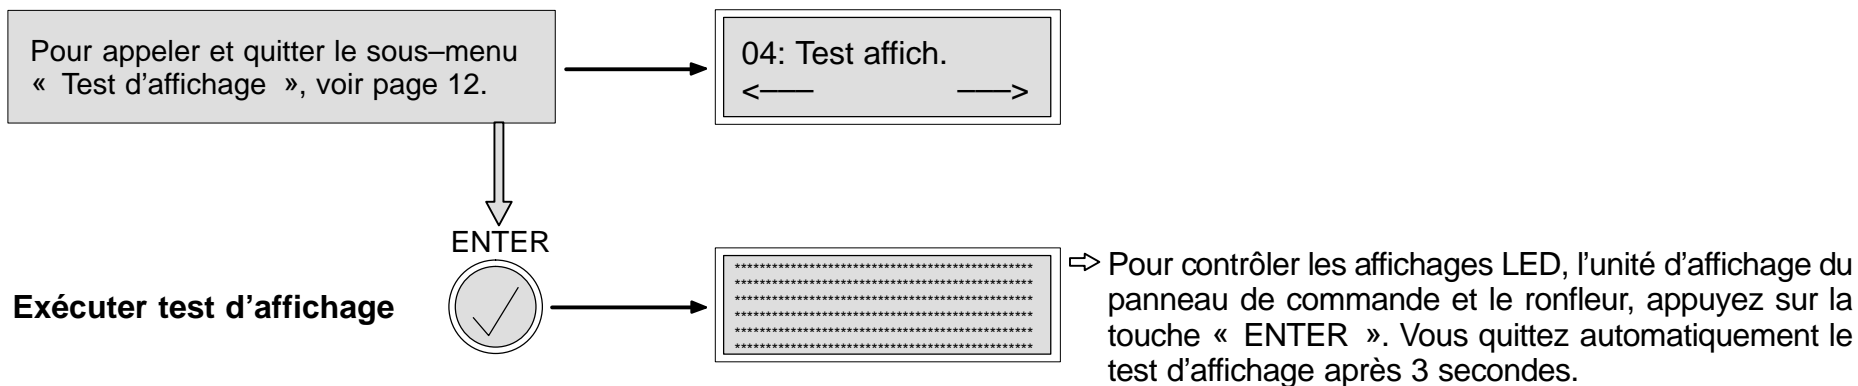 Pour appeler et quitter le sous–menu
« Test d'affichage », voir page 12.
04: Test affich.
<––– –––>
ENTER
Exécuter test d'affichage
************************************************
************************************************
************************************************
************************************************
************************************************
************************************************
⇨ Pour contrôler les affichages LED, l'unité d'affichage du
panneau de commande et le ronfleur, appuyez sur la
touche « ENTER ». Vous quittez automatiquement le
test d'affichage après 3 secondes.